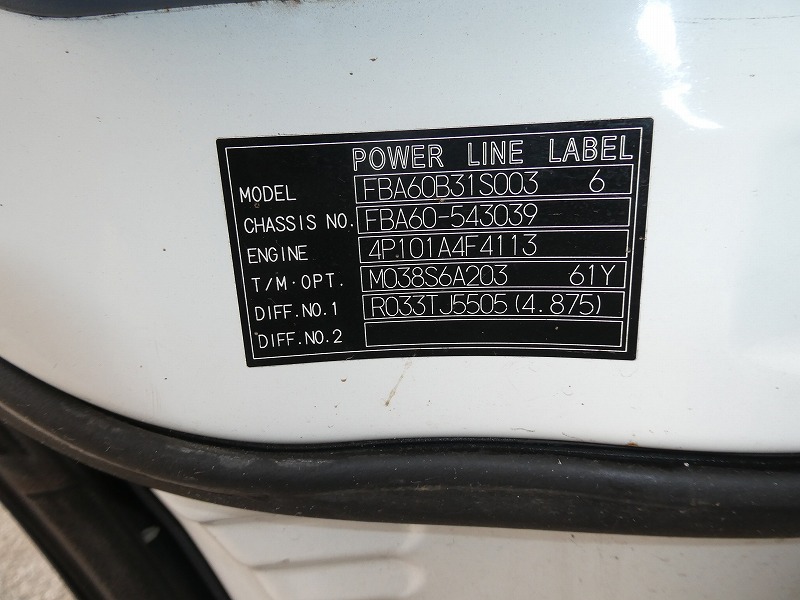 POWER LINE LABEL
MODEL FBA60B31S003 6
CHASSIS NO. FBA60-543039
ENGINE 4P101A4F4113
T/M·OPT. M038S6A203 61Y
DIFF.NO.1 R033TJ5505(4.875)
DIFF.NO.2